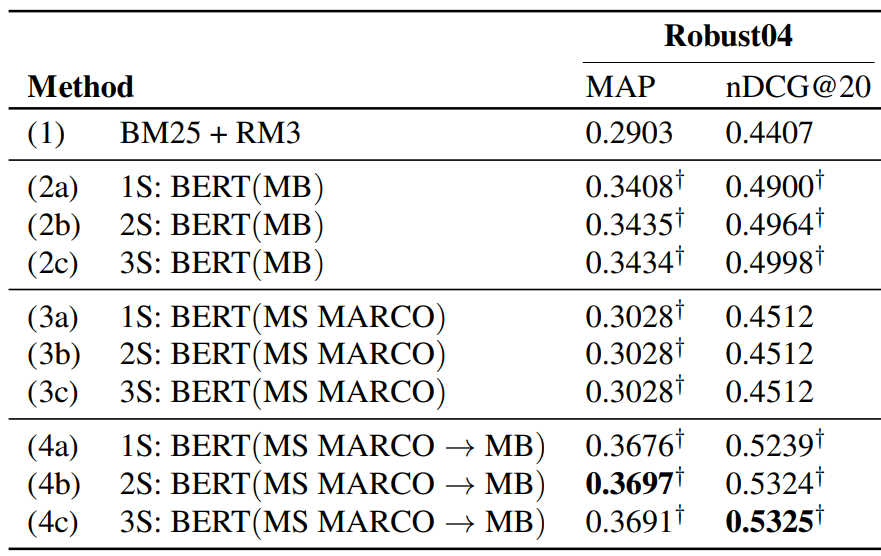 Robust04
Method MAP nDCG@20
(1) BM25 + RM3 0.2903 0.4407
(2a) 1S: BERT(MB) 0.3408† 0.4900†
(2b) 2S: BERT(MB) 0.3435† 0.4964†
(2c) 3S: BERT(MB) 0.3434† 0.4998†
(3a) 1S: BERT(MS MARCO) 0.3028† 0.4512
(3b) 2S: BERT(MS MARCO) 0.3028† 0.4512
(3c) 3S: BERT(MS MARCO) 0.3028† 0.4512
(4a) 1S: BERT(MS MARCO → MB) 0.3676† 0.5239†
(4b) 2S: BERT(MS MARCO → MB) 0.3697† 0.5324†
(4c) 3S: BERT(MS MARCO → MB) 0.3691† 0.5325†